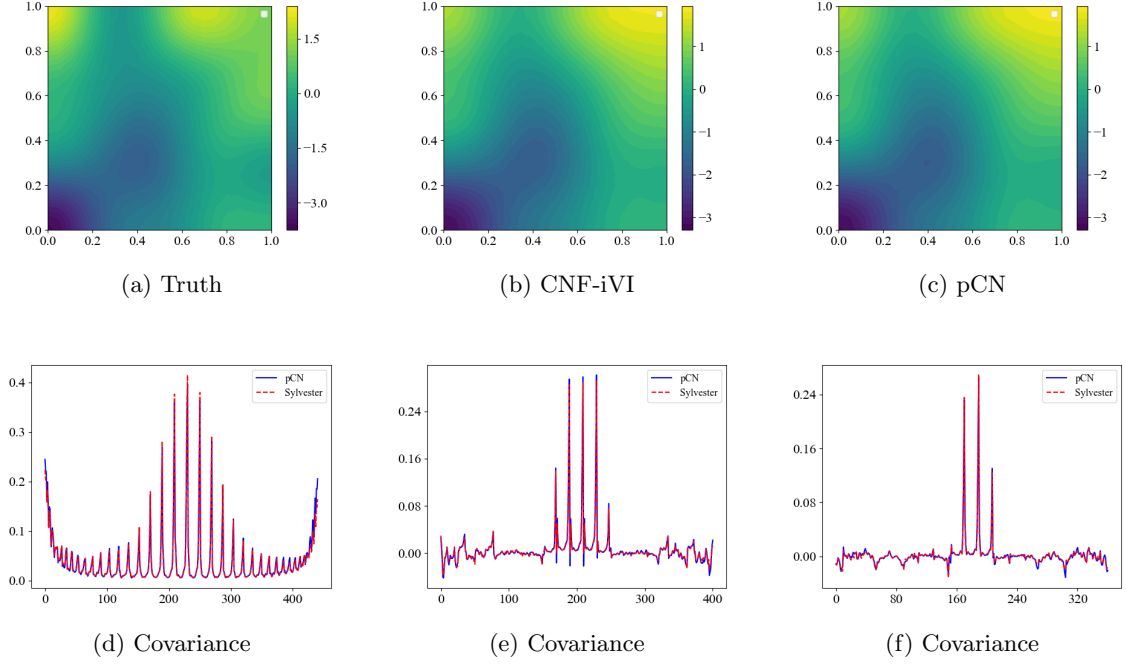 1.0
0.8
0.6
0.4
0.2
0.0
0.0 0.2 0.4 0.6 0.8 1.0
1.5
0.0
−1.5
−3.0
(a) Truth
1.0
0.8
0.6
0.4
0.2
0.0
0.0 0.2 0.4 0.6 0.8 1.0
1
0
−1
−2
−3
(b) CNF-iVI
1.0
0.8
0.6
0.4
0.2
0.0
0.0 0.2 0.4 0.6 0.8 1.0
1
0
−1
−2
−3
(c) pCN
0.4
0.3
0.2
0.1
0.0
0 100 200 300 400
pCN
Sylvester
(d) Covariance
0.24
0.16
0.08
0.00
0 100 200 300 400
pCN
Sylvester
(e) Covariance
0.24
0.16
0.08
0.00
0 80 160 240 320
pCN
Sylvester
(f) Covariance